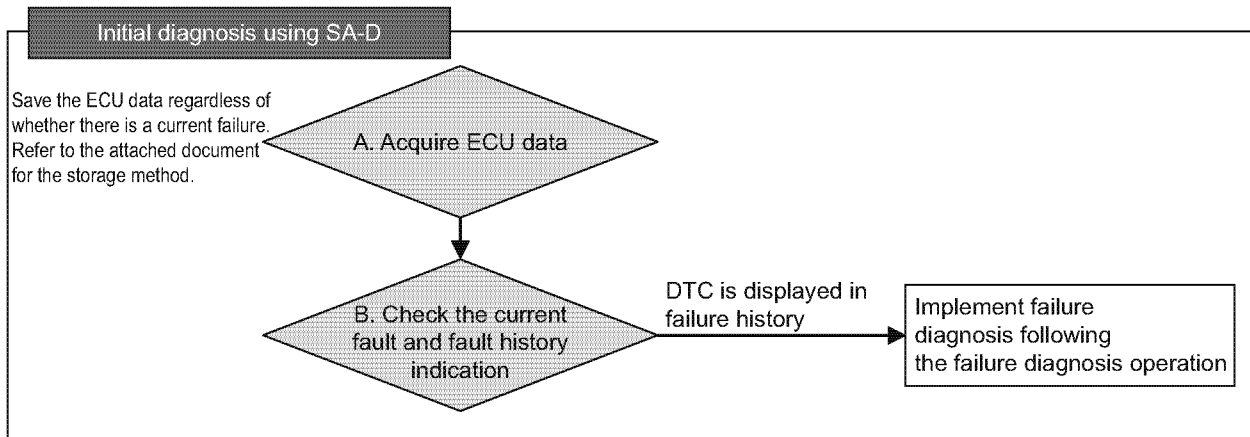 Initial diagnosis using SA-D
Save the ECU data regardless of
whether there is a current failure.
Refer to the attached document
for the storage method.
A. Acquire ECU data
B. Check the current
fault and fault history
indication
DTC is displayed in
failure history
Implement failure
diagnosis following
the failure diagnosis operation